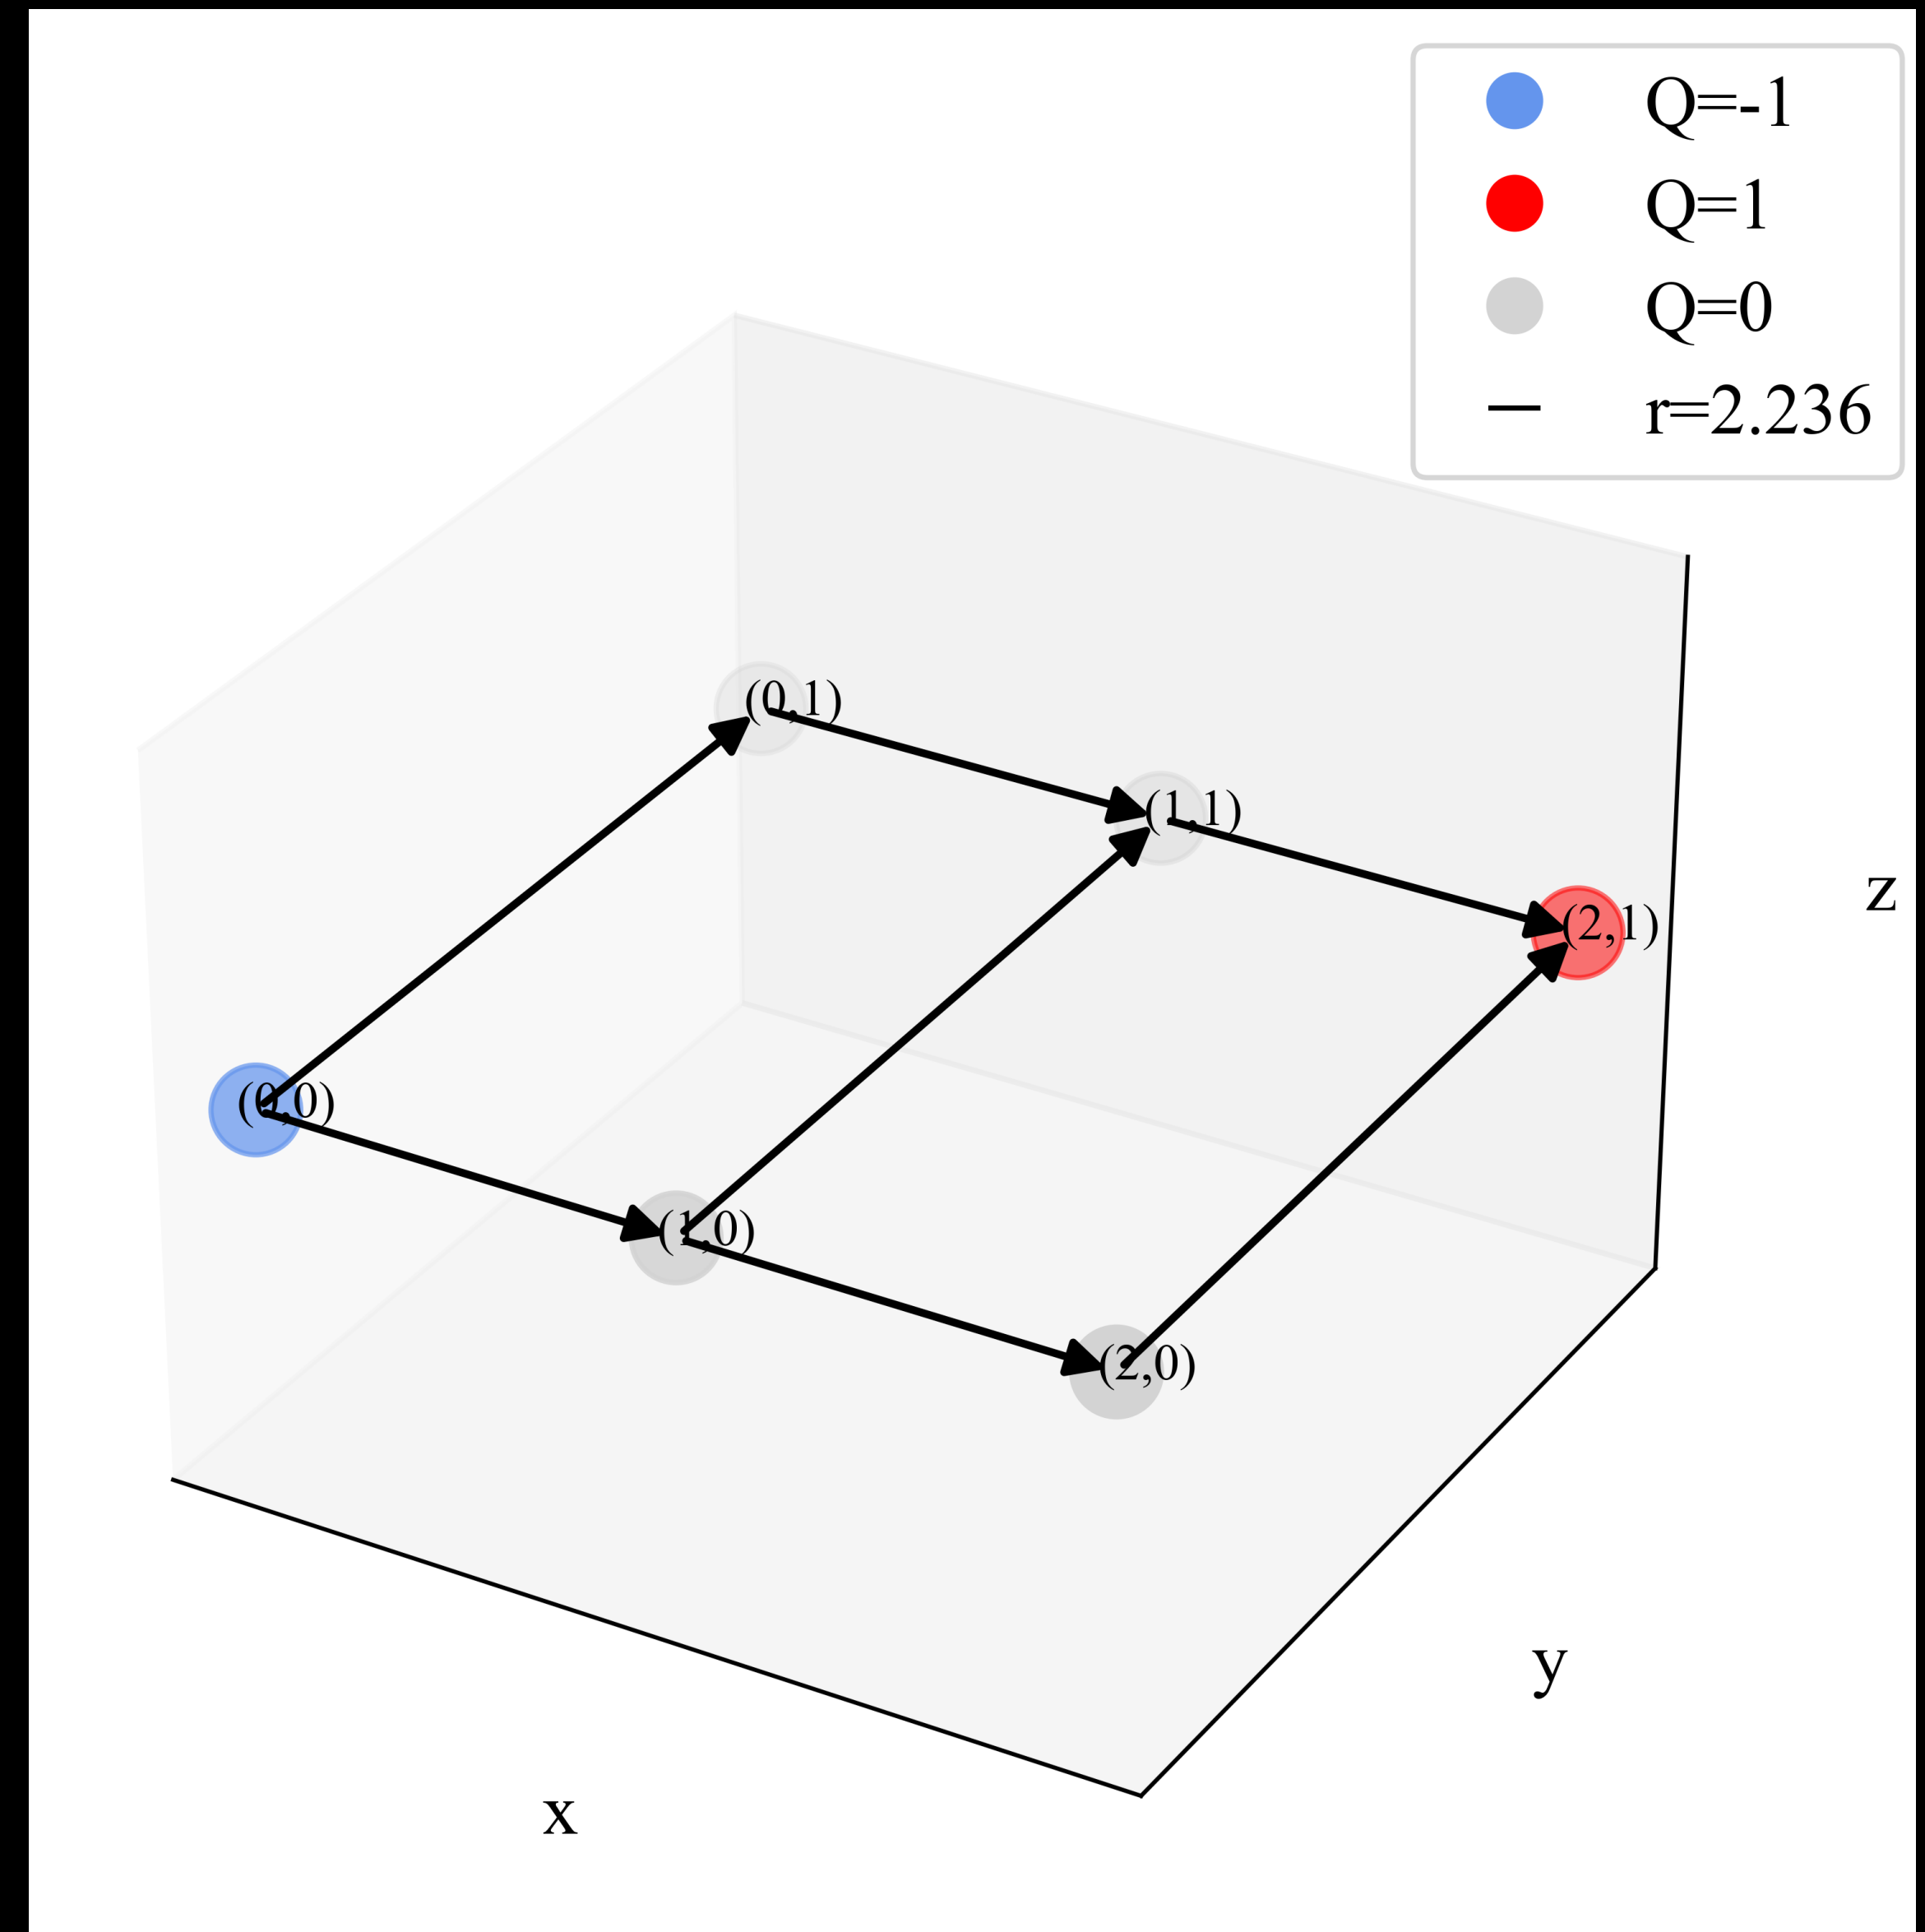 Q=-1
Q=1
Q=0
r=2.236
(0,1)
(1,1)
z
(2,1)
(0,0)
(1,0)
(2,0)
y
x